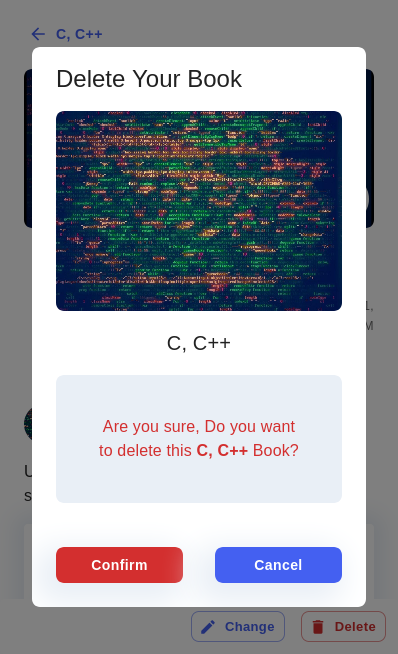 C, C++
Delete Your Book
C, C++
Are you sure, Do you want
to delete this C, C++ Book?
Confirm
Cancel
Change
Delete